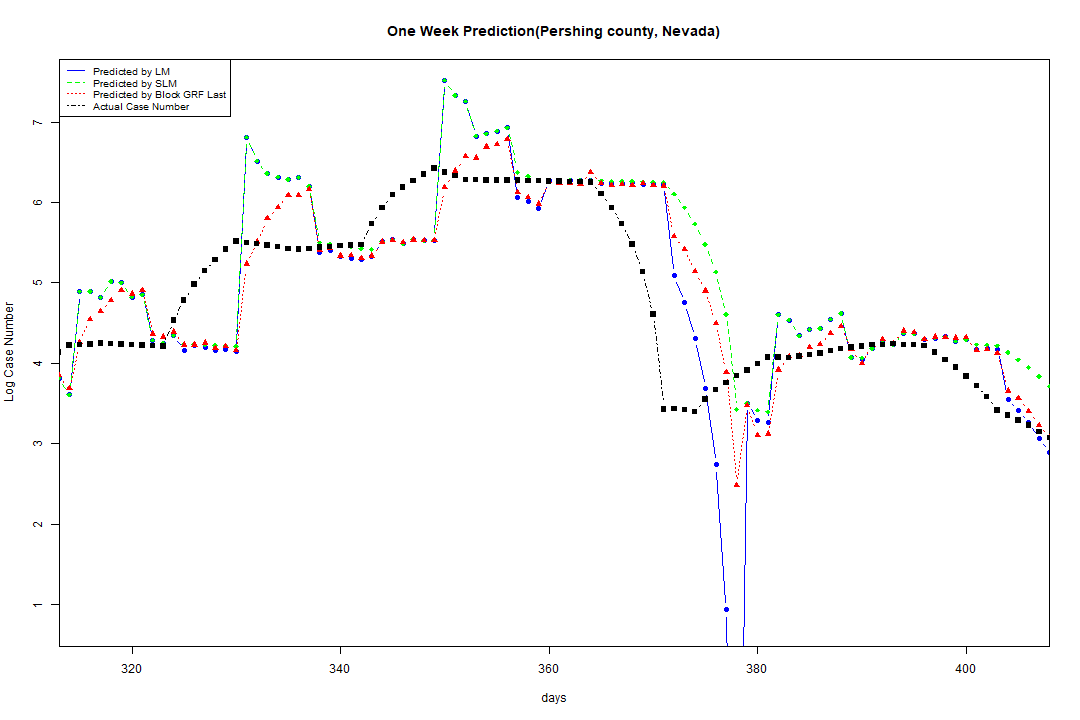 One Week Prediction(Pershing county, Nevada)
Predicted by LM
Predicted by SLM
Predicted by Block GRF Last
Actual Case Number
Log Case Number
7
6
5
4
3
2
1
320 340 360 380 400
days